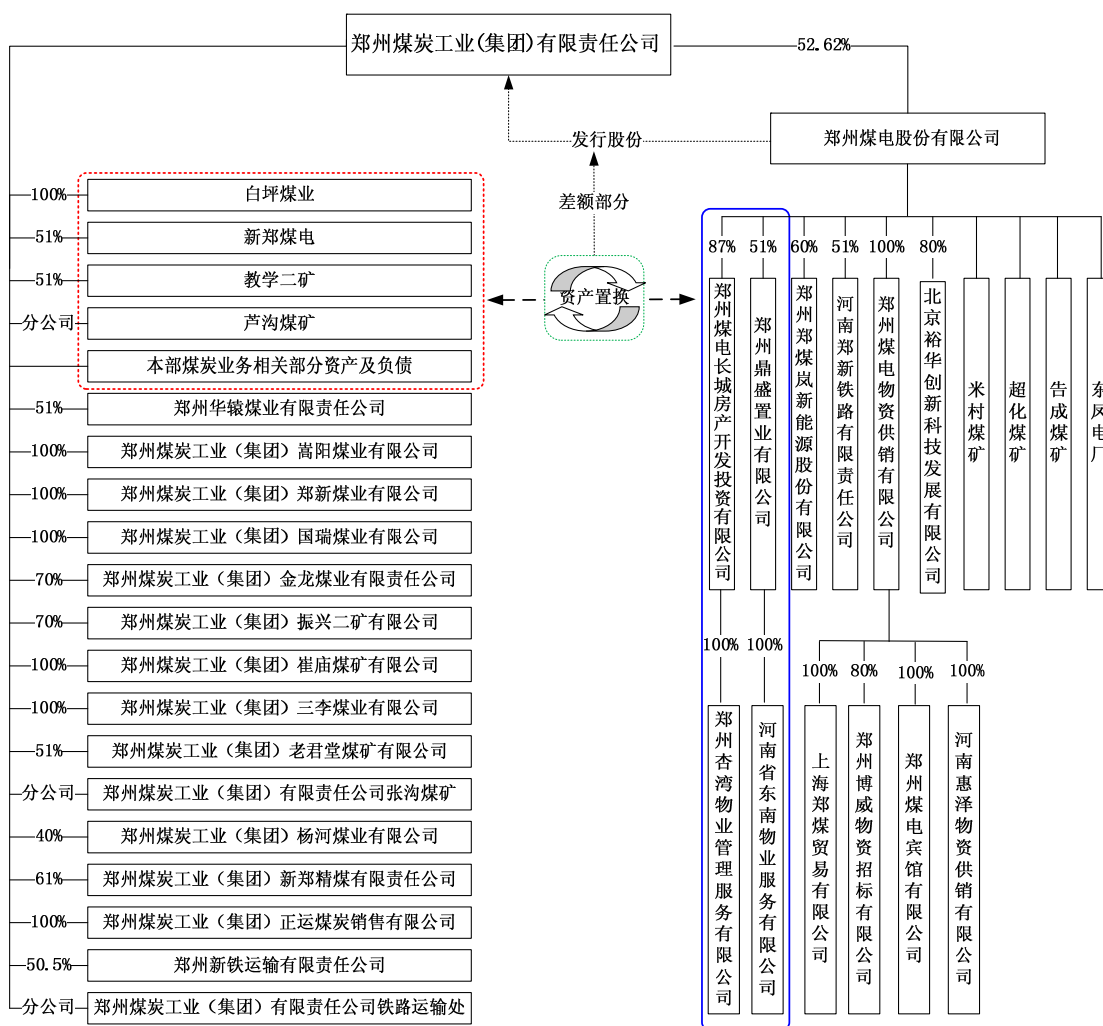 郑州煤炭工业(集团)有限责任公司
52.62%
郑州煤电股份有限公司
发行股份
差额部分
资产置换
100%
白坪煤业
51%
新郑煤电
51%
教学二矿
分公司
芦沟煤矿
本部煤炭业务相关部分资产及负债
51%
郑州华辕煤业有限责任公司
100%
郑州煤炭工业（集团）嵩阳煤业有限公司
100%
郑州煤炭工业（集团）郑新煤业有限公司
100%
郑州煤炭工业（集团）国瑞煤业有限公司
70%
郑州煤炭工业（集团）金龙煤业有限责任公司
70%
郑州煤炭工业（集团）振兴二矿有限公司
100%
郑州煤炭工业（集团）崔庙煤矿有限公司
100%
郑州煤炭工业（集团）三李煤业有限公司
51%
郑州煤炭工业（集团）老君堂煤矿有限公司
分公司
郑州煤炭工业（集团）有限责任公司张沟煤矿
40%
郑州煤炭工业（集团）杨河煤业有限公司
61%
郑州煤炭工业（集团）新郑精煤有限责任公司
100%
郑州煤炭工业（集团）正运煤炭销售有限公司
50.5%
郑州新铁运输有限责任公司
分公司
郑州煤炭工业（集团）有限责任公司铁路运输处
87%
郑州煤电长城房产开发投资有限公司
51%
郑州鼎盛置业有限公司
60%
郑州郑煤岚新能源股份有限公司
51%
河南郑新铁路有限责任公司
100%
郑州煤电物资供销有限公司
80%
北京裕华创新科技发展有限公司
米村煤矿
超化煤矿
告成煤矿
东风电厂
100%
郑州杏湾物业管理服务有限公司
100%
河南省东南物业服务有限公司
100%
上海郑煤贸易有限公司
80%
郑州博威物资招标有限公司
100%
郑州煤电宾馆有限公司
100%
河南惠泽物资供销有限公司